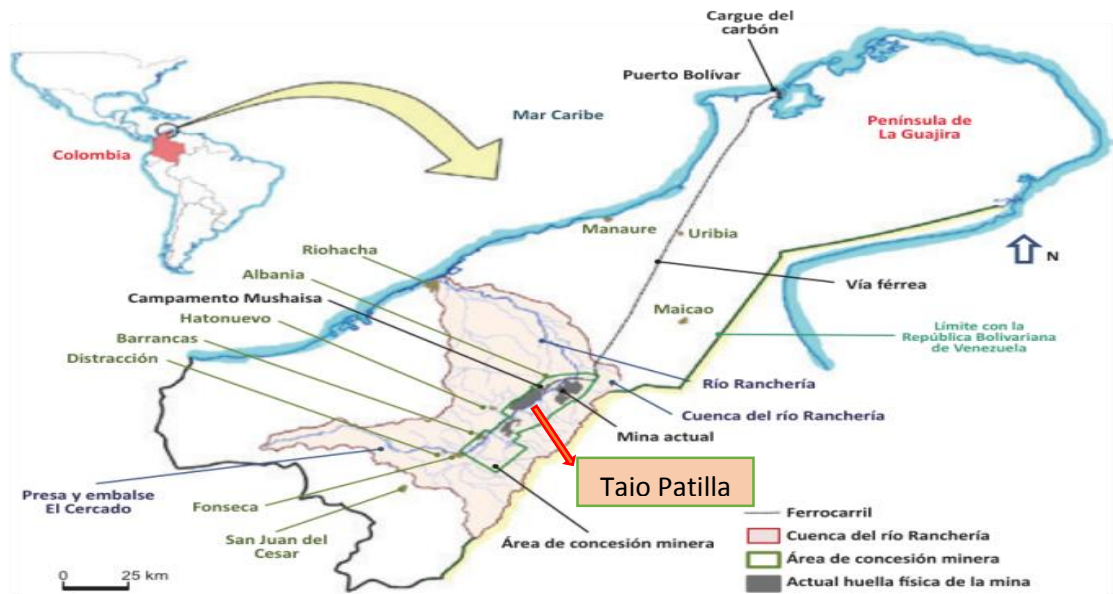 Cargue del
carbón
Puerto Bolívar
Mar Caribe
Península de
La Guajira
Colombia
Manaure
Uribia
Riohacha
N
Albania
Vía férrea
Campamento Mushaisa
Maicao
Hatonuevo
Límite con la
República Bolivariana
de Venezuela
Barrancas
Distracción
Río Ranchería
Cuenca del río Ranchería
Mina actual
Taio Patilla
Presa y embalse
El Cercado
Fonseca
San Juan del
Cesar
Área de concesión minera
Ferrocarril
Cuenca del río Ranchería
Área de concesión minera
Actual huella física de la mina
0 25 km